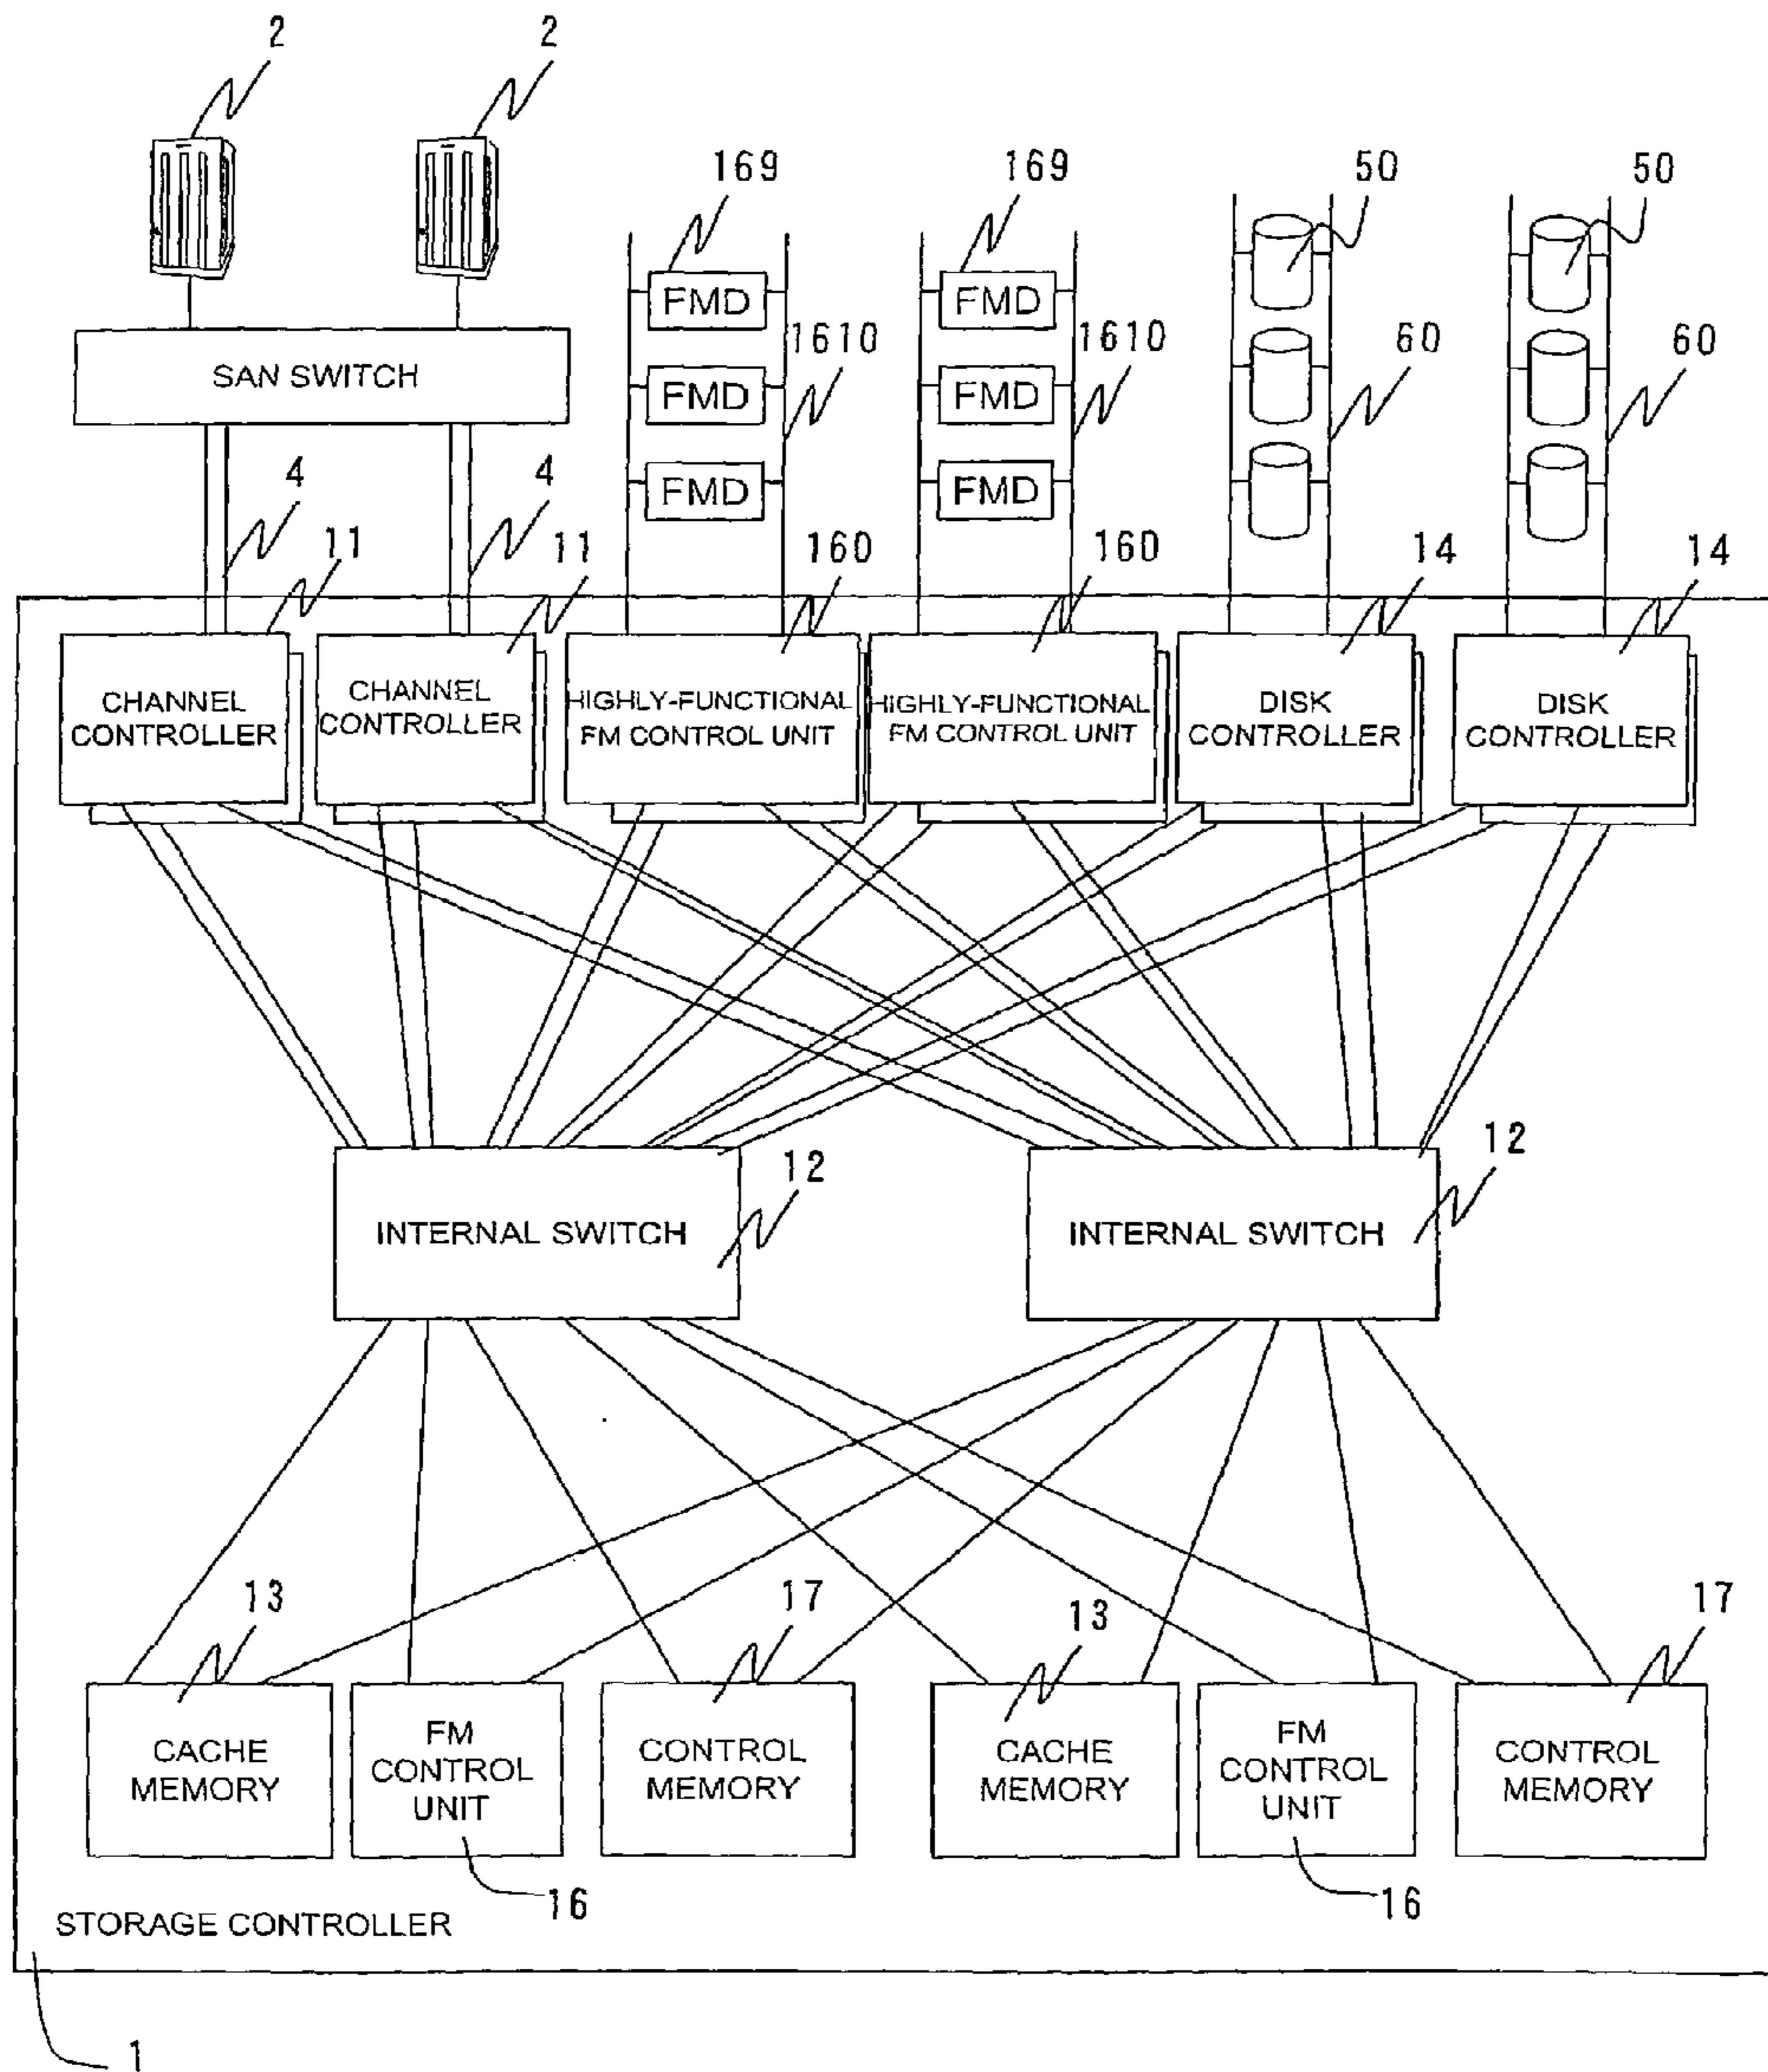 2
2
169
169
50
50
FMD
FMD
1610
1610
60
60
SAN SWITCH
FMD
FMD
4
4
FMD
FMD
11
11
160
160
14
14
CHANNEL
CONTROLLER
CHANNEL
CONTROLLER
HIGHLY-FUNCTIONAL
FM CONTROL UNIT
HIGHLY-FUNCTIONAL
FM CONTROL UNIT
DISK
CONTROLLER
DISK
CONTROLLER
12
12
INTERNAL SWITCH
INTERNAL SWITCH
13
17
13
17
CACHE
MEMORY
FM
CONTROL
UNIT
CONTROL
MEMORY
CACHE
MEMORY
FM
CONTROL
UNIT
CONTROL
MEMORY
16
16
STORAGE CONTROLLER
1